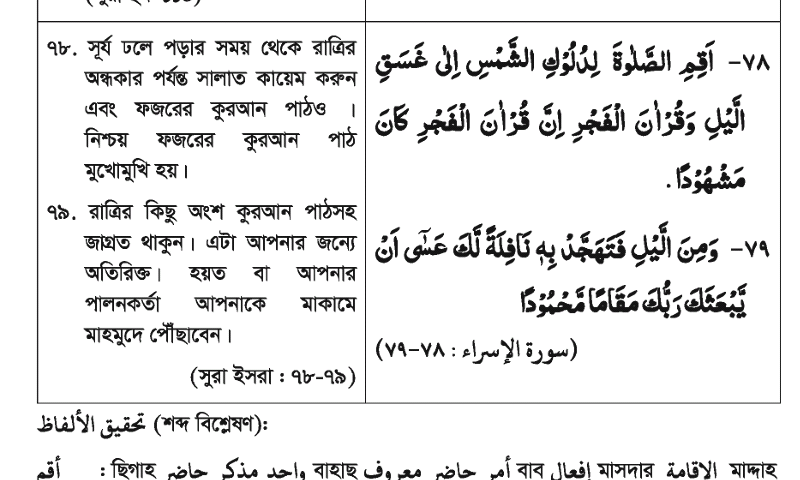 ৭৮. সূর্য ঢলে পড়ার সময় থেকে রাত্রির
অন্ধকার পর্যন্ত সালাত কায়েম করুন
এবং ফজরের কুরআন পাঠও ।
নিশ্চয় ফজরের কুরআন পাঠ
মুখোমুখি হয়।
৭৯. রাত্রির কিছু অংশ কুরআন পাঠসহ
জাগ্রত থাকুন। এটা আপনার জন্যে
অতিরিক্ত। হয়ত বা আপনার
পালনকর্তা আপনাকে মাকামে
মাহমুদে পৌঁছাবেন।
(সুরা ইসরা : ৭৮-৭৯)
٧٨- اَقِمِ الصَّلٰوةَ لِدُلُوْكِ الشَّمْسِ اِلٰى غَسَقِ
الَّيْلِ وَقُرْاٰنَ الْفَجْرِ اِنَّ قُرْاٰنَ الْفَجْرِ كَانَ
مَشْهُوْدًا.
٧٩- وَمِنَ الَّيْلِ فَتَهَجَّدْ بِهٖ نَافِلَةً لَّكَ عَسٰٓى اَنْ
يَّبْعَثَكَ رَبُّكَ مَقَامًا مَّحْمُوْدًا
(سورة الإسراء : ٧٨-٧٩)
تحقيق الألفاظ (শব্দ বিশ্লেষণ):
أقم : ছিগাহ واحد مذكر حاضر বাহাছ أمر حاضر معروف বাব إفعال মাসদার الإقامة মাদ্দাহ